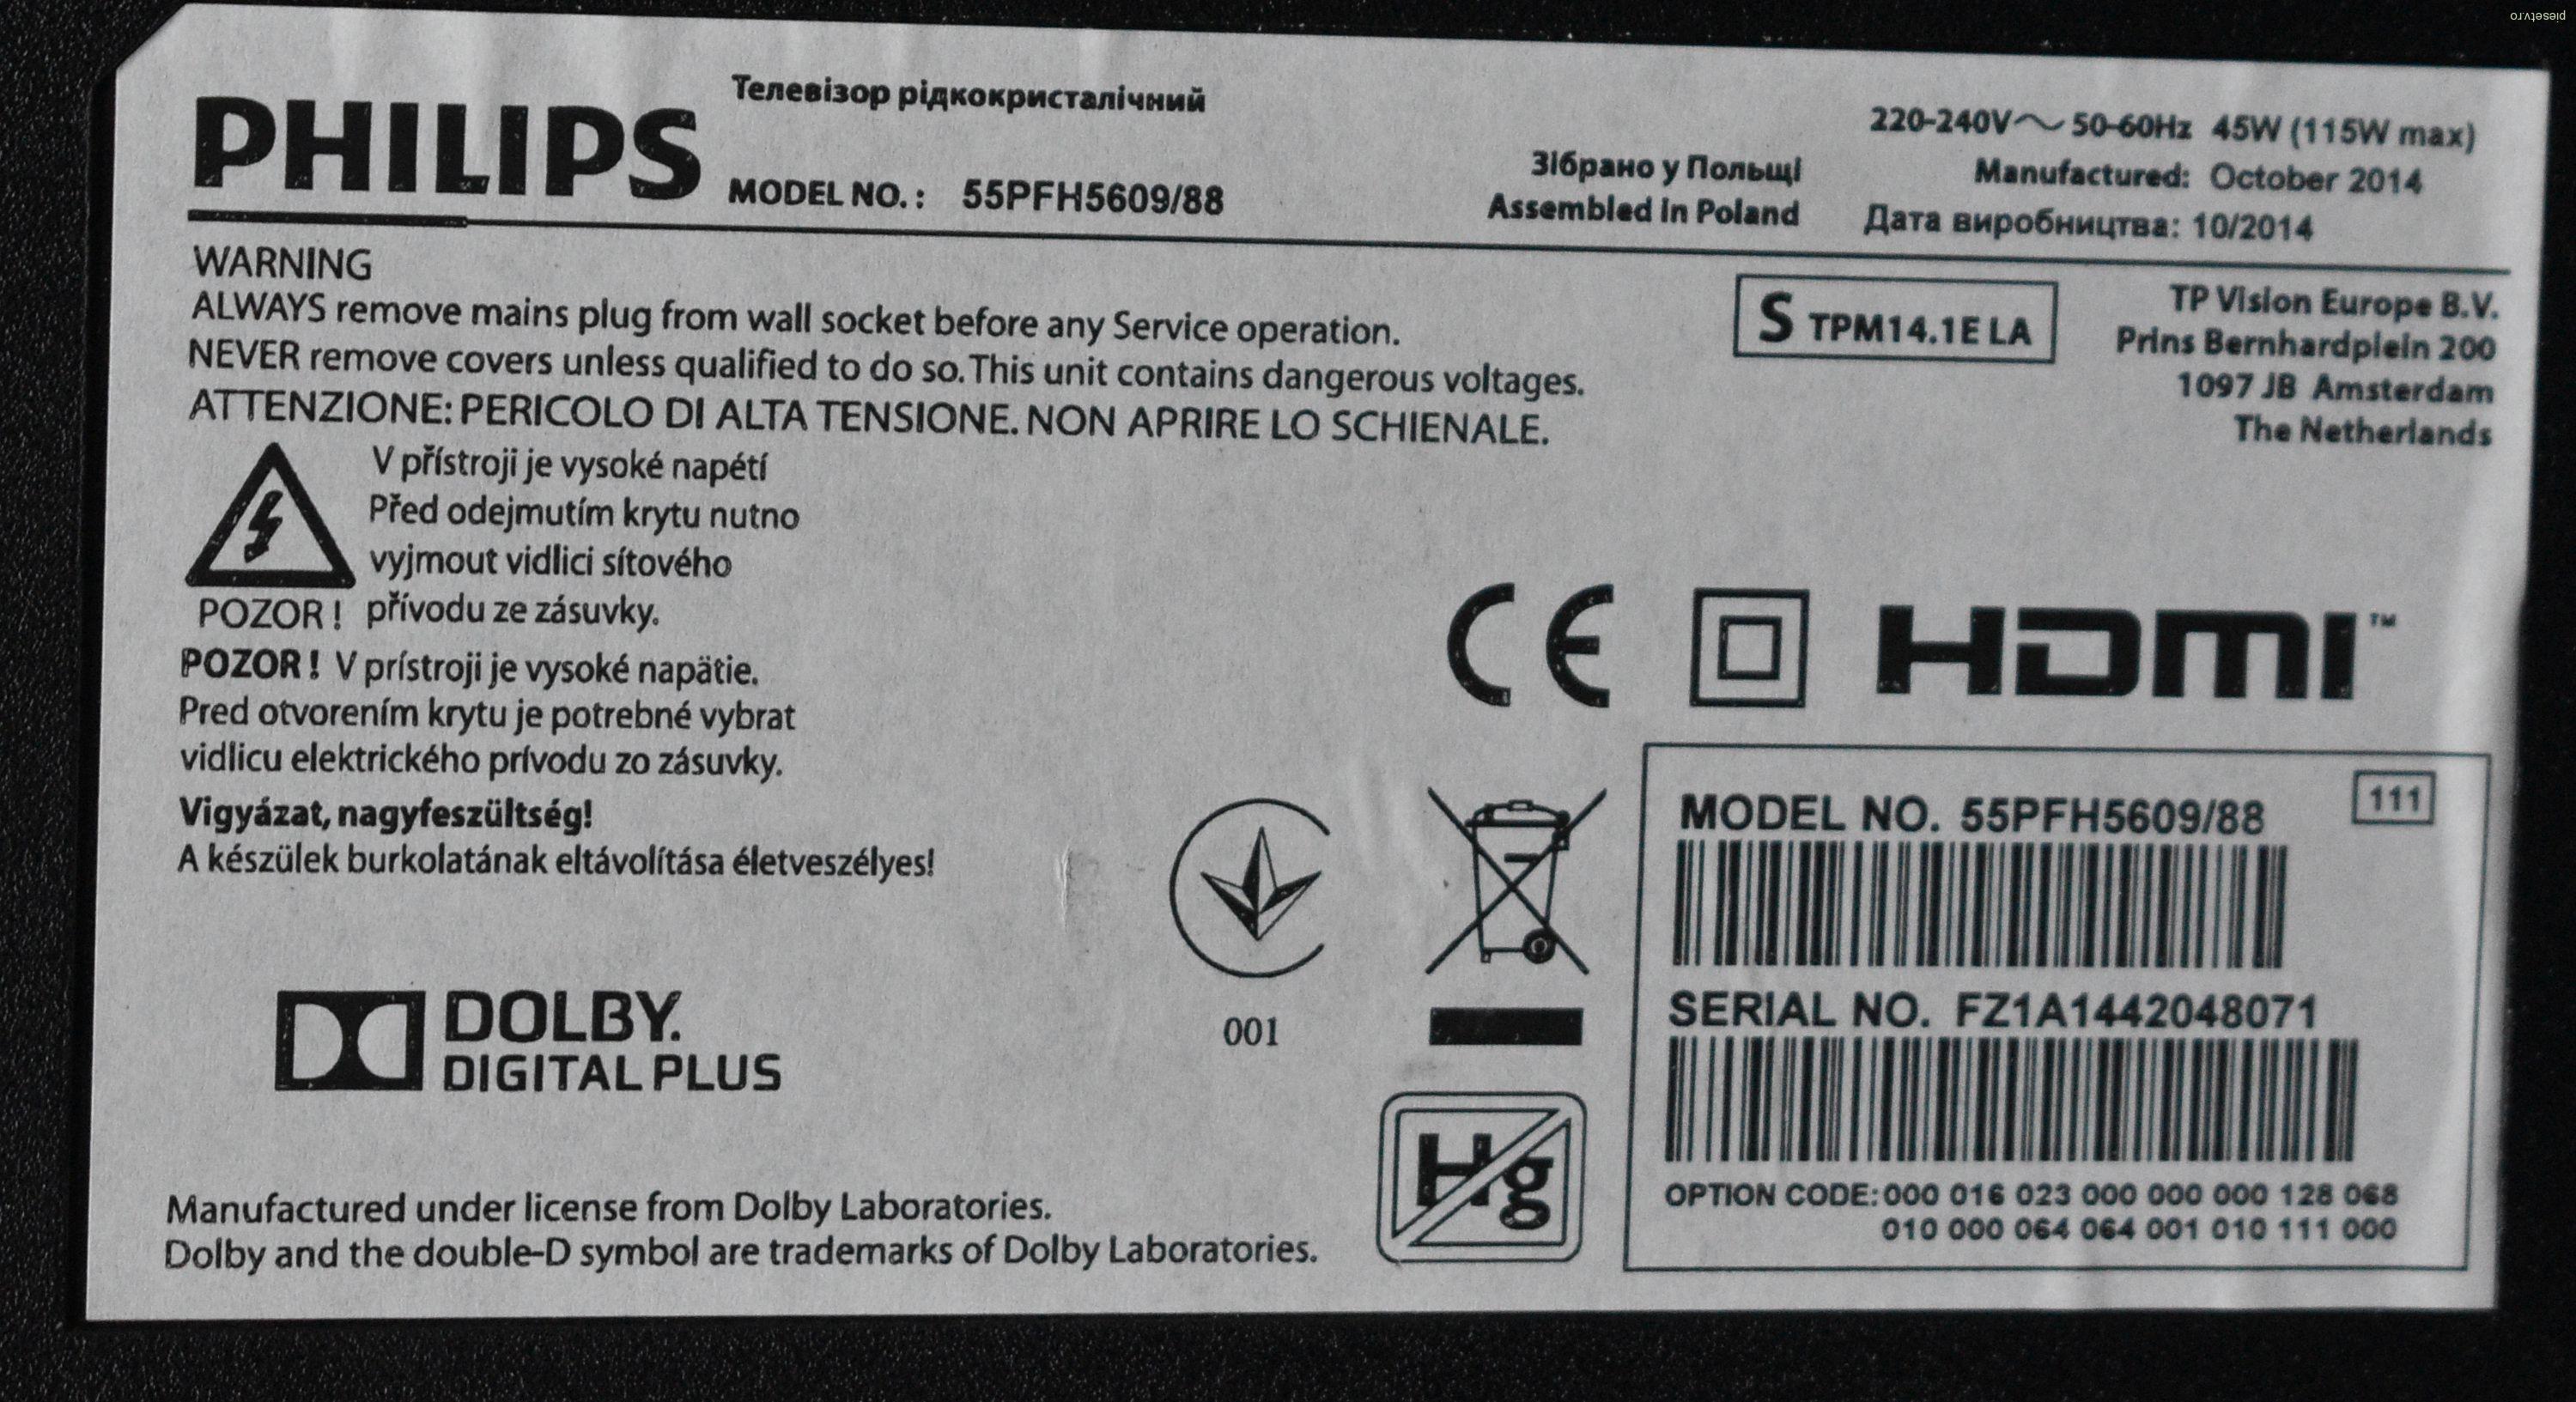 piesetv.ro
PHILIPS
Телевізор рідкокристалічний
MODEL NO. : 55PFH5609/88
Зібрано у Польщі
Assembled in Poland
220-240V～ 50-60Hz 45W (115W max)
Manufactured: October 2014
Дата виробництва: 10/2014
WARNING
ALWAYS remove mains plug from wall socket before any Service operation.
NEVER remove covers unless qualified to do so. This unit contains dangerous voltages.
ATTENZIONE: PERICOLO DI ALTA TENSIONE. NON APRIRE LO SCHIENALE.
S TPM14.1E LA
TP Vision Europe B.V.
Prins Bernhardplein 200
1097 JB Amsterdam
The Netherlands
V přístroji je vysoké napétí
Před odejmutím krytu nutno
vyjmout vidlici sítového
POZOR ! přívodu ze zásuvky.
POZOR ! V prístroji je vysoké napätie.
Pred otvorením krytu je potrebné vybrat
vidlicu elektrického prívodu zo zásuvky.
Vigyázat, nagyfeszültség!
A készülek burkolatának eltávolítása életveszélyes!
CE
HDMI™
DOLBY.
DIGITAL PLUS
001
Hg
MODEL NO. 55PFH5609/88
111
SERIAL NO. FZ1A1442048071
OPTION CODE: 000 016 023 000 000 000 128 068
010 000 064 064 001 010 111 000
Manufactured under license from Dolby Laboratories.
Dolby and the double-D symbol are trademarks of Dolby Laboratories.